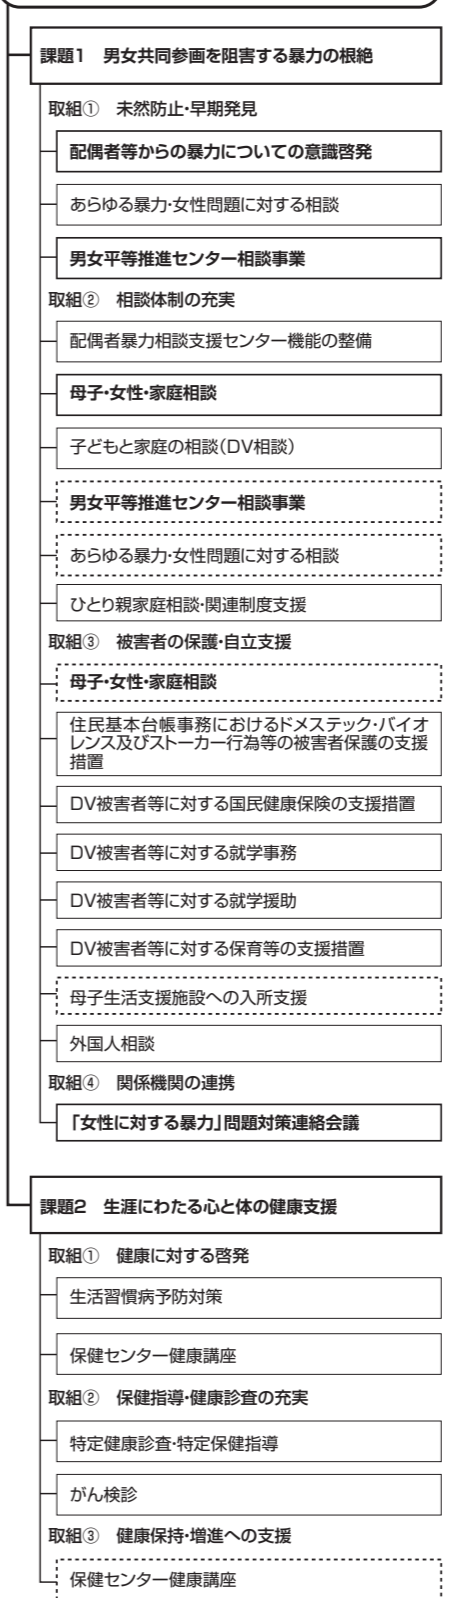 課題1　男女共同参画を阻害する暴力の根絶
取組①　未然防止・早期発見
配偶者等からの暴力についての意識啓発
あらゆる暴力・女性問題に対する相談
男女平等推進センター相談事業
取組②　相談体制の充実
配偶者暴力相談支援センター機能の整備
母子・女性・家庭相談
子どもと家庭の相談（DV相談）
男女平等推進センター相談事業
あらゆる暴力・女性問題に対する相談
ひとり親家庭相談・関連制度支援
取組③　被害者の保護・自立支援
母子・女性・家庭相談
住民基本台帳事務におけるドメステック・バイオ
レンス及びストーカー行為等の被害者保護の支援
措置
DV被害者等に対する国民健康保険の支援措置
DV被害者等に対する就学事務
DV被害者等に対する就学援助
DV被害者等に対する保育等の支援措置
母子生活支援施設への入所支援
外国人相談
取組④　関係機関の連携
「女性に対する暴力」問題対策連絡会議
課題2　生涯にわたる心と体の健康支援
取組①　健康に対する啓発
生活習慣病予防対策
保健センター健康講座
取組②　保健指導・健康診査の充実
特定健康診査・特定保健指導
がん検診
取組③　健康保持・増進への支援
保健センター健康講座